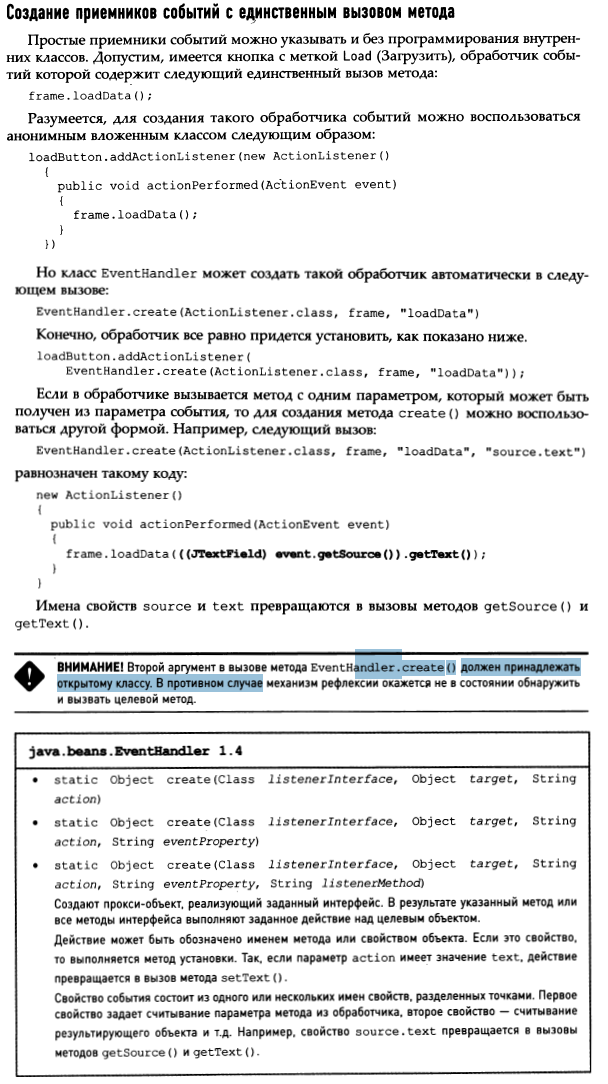 Создание приемников событий с единственным вызовом метода
Простые приемники событий можно указывать и без программирования внутрен-
них классов. Допустим, имеется кнопка с меткой Load (Загрузить), обработчик собы-
тий которой содержит следующий единственный вызов метода:
frame.loadData();
Разумеется, для создания такого обработчика событий можно воспользоваться
анонимным вложенным классом следующим образом:
loadButton.addActionListener(new ActionListener()
{
public void actionPerformed(ActionEvent event)
{
frame.loadData();
}
})
Но класс EventHandler может создать такой обработчик автоматически в следу-
ющем вызове:
EventHandler.create(ActionListener.class, frame, "loadData")
Конечно, обработчик все равно придется установить, как показано ниже.
loadButton.addActionListener(
EventHandler.create(ActionListener.class, frame, "loadData"));
Если в обработчике вызывается метод с одним параметром, который может быть
получен из параметра события, то для создания метода create() можно воспользо-
ваться другой формой. Например, следующий вызов:
EventHandler.create(ActionListener.class, frame, "loadData", "source.text")
равнозначен такому коду:
new ActionListener()
{
public void actionPerformed(ActionEvent event)
{
frame.loadData(((JTextField) event.getSource()).getText());
}
}
Имена свойств source и text превращаются в вызовы методов getSource() и
getText().
ВНИМАНИЕ! Второй аргумент в вызове метода EventHandler.create() должен принадлежать
открытому классу. В противном случае механизм рефлексии окажется не в состоянии обнаружить
и вызвать целевой метод.
java.beans.EventHandler 1.4
• static Object create(Class listenerInterface, Object target, String
action)
• static Object create(Class listenerInterface, Object target, String
action, String eventProperty)
• static Object create(Class listenerInterface, Object target, String
action, String eventProperty, String listenerMethod)
Создают прокси-объект, реализующий заданный интерфейс. В результате указанный метод или
все методы интерфейса выполняют заданное действие над целевым объектом.
Действие может быть обозначено именем метода или свойством объекта. Если это свойство,
то выполняется метод установки. Так, если параметр action имеет значение text, действие
превращается в вызов метода setText().
Свойство события состоит из одного или нескольких имен свойств, разделенных точками. Первое
свойство задает считывание параметра метода из обработчика, второе свойство — считывание
результирующего объекта и т.д. Например, свойство source.text превращается в вызовы
методов getSource() и getText().